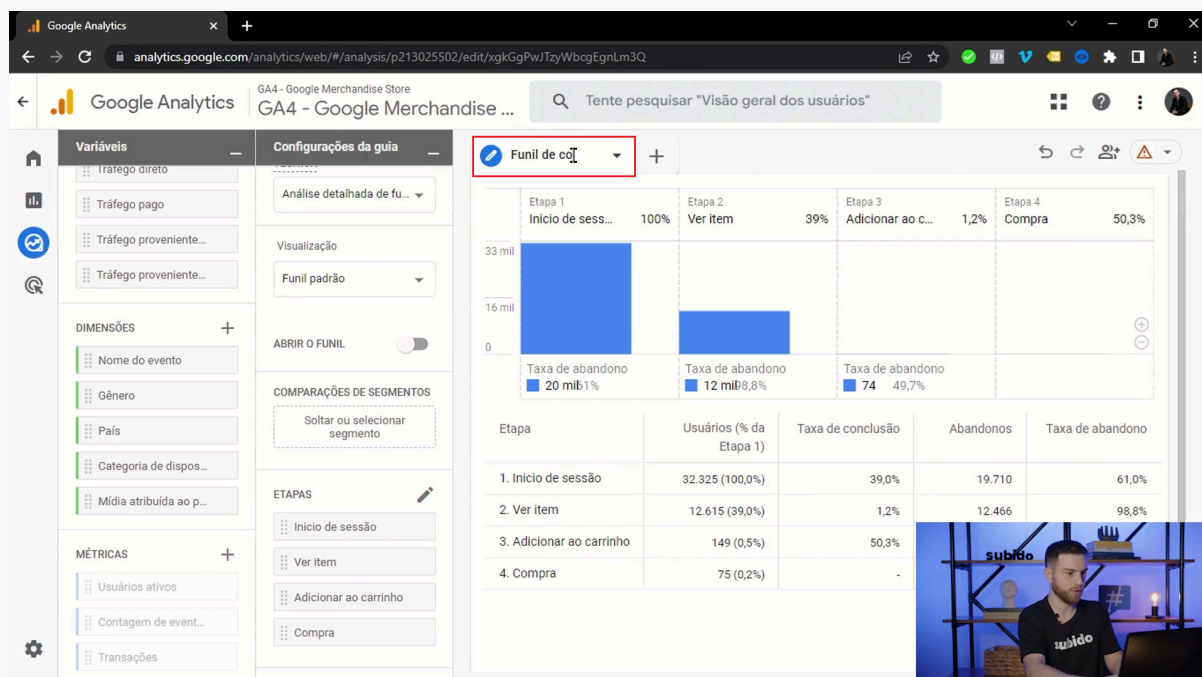 Google Analytics
analytics.google.com/analytics/web/#/analysis/p213025502/edit/xgkGgPwJTzyWbcgEgnLm3Q
Google Analytics
GA4 - Google Merchandise Store
GA4 - Google Merchandise ...
Tente pesquisar "Visão geral dos usuários"
Variáveis
Tráfego direto
Tráfego pago
Tráfego proveniente...
Tráfego proveniente...
DIMENSÕES
Nome do evento
Gênero
País
Categoria de dispos...
Mídia atribuída ao p...
MÉTRICAS
Usuários ativos
Contagem de event...
Transações
Configurações da guia
Análise detalhada de fu...
Visualização
Funil padrão
ABRIR O FUNIL
COMPARAÇÕES DE SEGMENTOS
Soltar ou selecionar
segmento
ETAPAS
Inicio de sessão
Ver item
Adicionar ao carrinho
Compra
Funil de co
Etapa 1
Inicio de sess... 100%
Etapa 2
Ver item 39%
Etapa 3
Adicionar ao c... 1,2%
Etapa 4
Compra 50,3%
33 mil
16 mil
0
Taxa de abandono
20 mil 61%
Taxa de abandono
12 mil 98,8%
Taxa de abandono
74 49,7%
Etapa Usuários (% da Etapa 1) Taxa de conclusão Abandonos Taxa de abandono
1. Inicio de sessão 32.325 (100,0%) 39,0% 19.710 61,0%
2. Ver item 12.615 (39,0%) 1,2% 12.466 98,8%
3. Adicionar ao carrinho 149 (0,5%) 50,3%
4. Compra 75 (0,2%) -
subido
#
subido